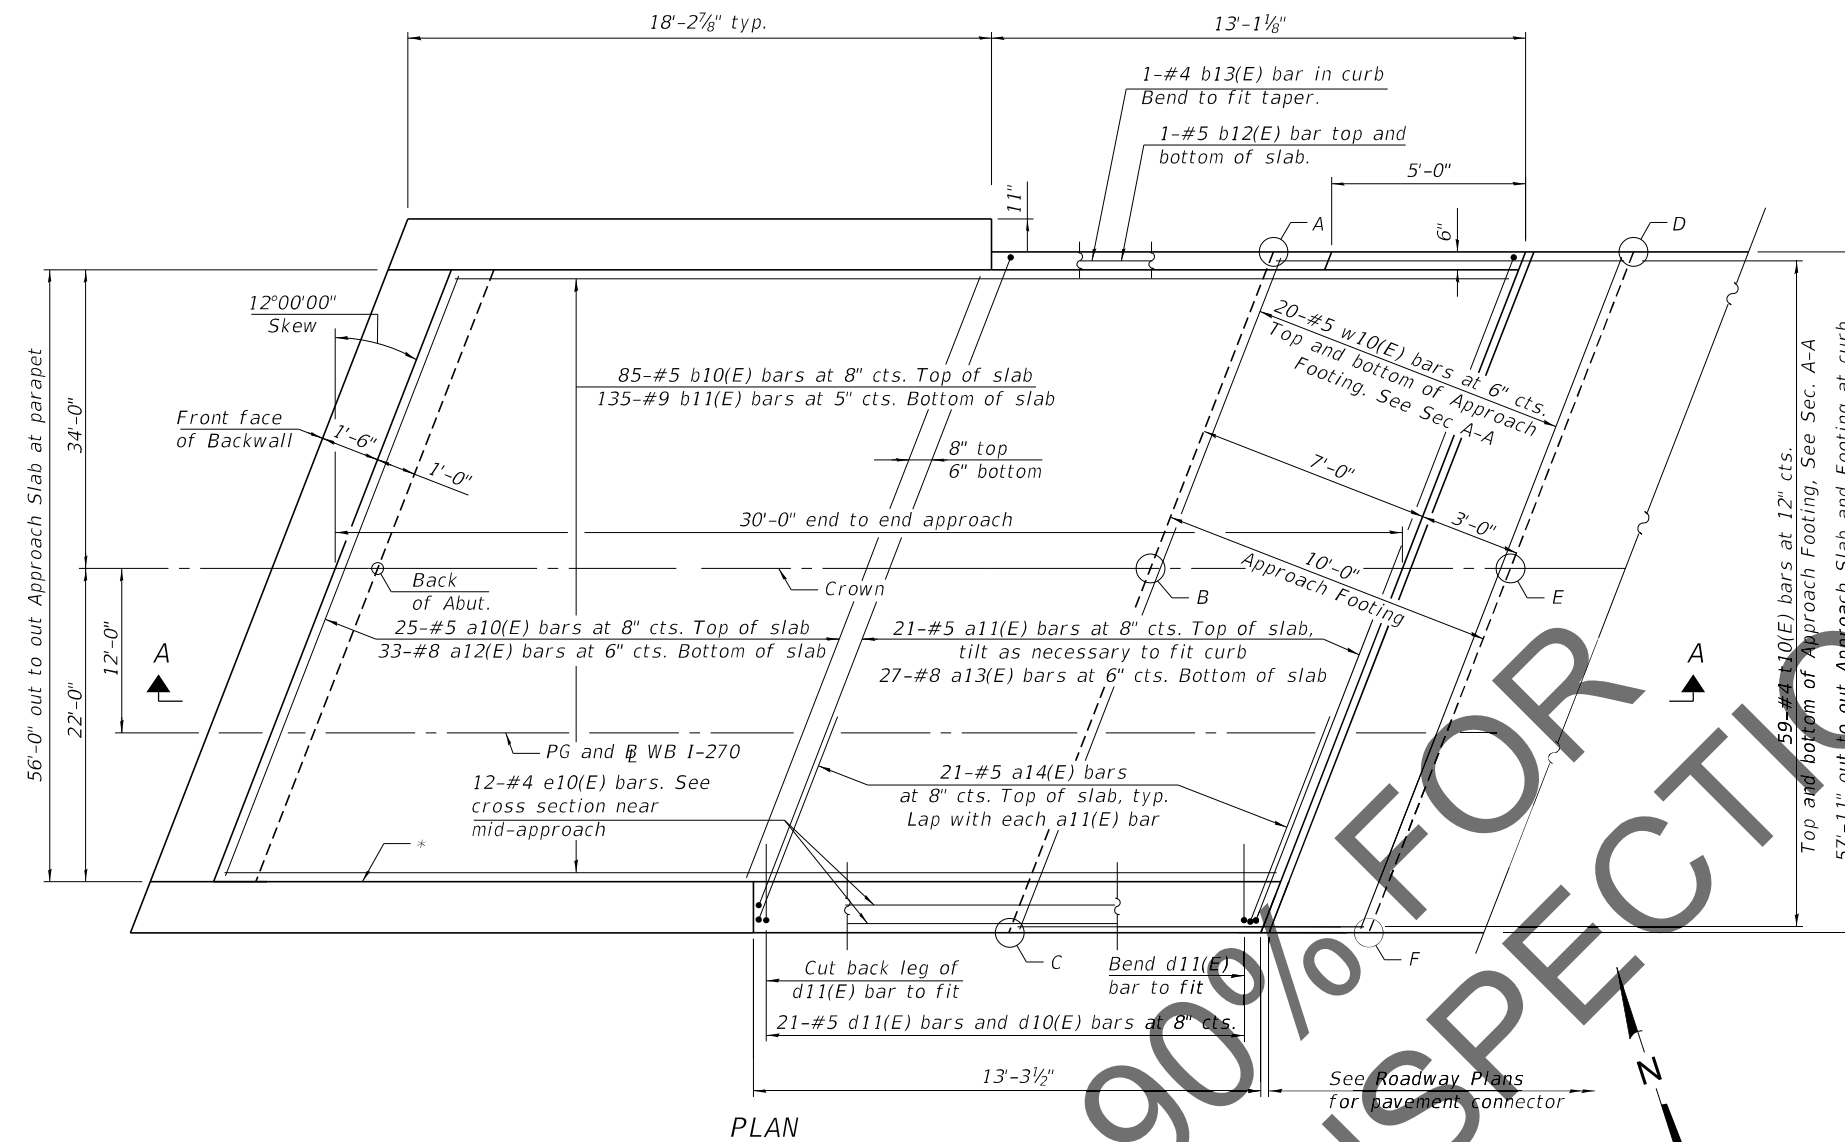 18'-2⅞" typ.
13'-1⅛"
1-#4 b13(E) bar in curb
Bend to fit taper.
1-#5 b12(E) bar top and
bottom of slab.
5'-0"
11"
6"
A
D
12°00'00"
Skew
20-#5 w10(E) bars at 6" cts.
Top and bottom of Approach
Footing. See Sec A-A
85-#5 b10(E) bars at 8" cts. Top of slab
135-#9 b11(E) bars at 5" cts. Bottom of slab
Front face
of Backwall
1'-6"
1'-0"
8" top
6" bottom
7'-0"
3'-0"
30'-0" end to end approach
10'-0"
Approach Footing
56'-0" out to out Approach Slab at parapet
34'-0"
22'-0"
12'-0"
Back
of Abut.
Crown
B
E
25-#5 a10(E) bars at 8" cts. Top of slab
33-#8 a12(E) bars at 6" cts. Bottom of slab
21-#5 a11(E) bars at 8" cts. Top of slab,
tilt as necessary to fit curb
27-#8 a13(E) bars at 6" cts. Bottom of slab
A
A
59-#4 t10(E) bars at 12" cts.
Top and bottom of Approach Footing, See Sec. A-A
57'-11" out to out Approach Slab and Footing at curb
PG and ℄ WB I-270
12-#4 e10(E) bars. See
cross section near
mid-approach
21-#5 a14(E) bars
at 8" cts. Top of slab, typ.
Lap with each a11(E) bar
*
C
F
Cut back leg of
d11(E) bar to fit
Bend d11(E)
bar to fit
21-#5 d11(E) bars and d10(E) bars at 8" cts.
13'-3½"
See Roadway Plans
for pavement connector
N
PLAN
90% FOR